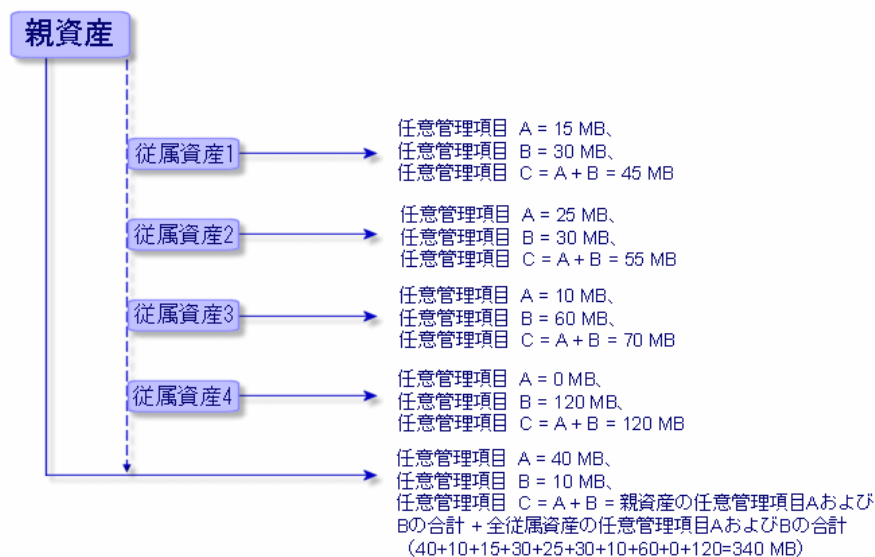 親資産
従属資産1
任意管理項目 A = 15 MB、
任意管理項目 B = 30 MB、
任意管理項目 C = A + B = 45 MB
従属資産2
任意管理項目 A = 25 MB、
任意管理項目 B = 30 MB、
任意管理項目 C = A + B = 55 MB
従属資産3
任意管理項目 A = 10 MB、
任意管理項目 B = 60 MB、
任意管理項目 C = A + B = 70 MB
従属資産4
任意管理項目 A = 0 MB、
任意管理項目 B = 120 MB、
任意管理項目 C = A + B = 120 MB
任意管理項目 A = 40 MB、
任意管理項目 B = 10 MB、
任意管理項目 C = A + B = 親資産の任意管理項目Aおよび
Bの合計 + 全従属資産の任意管理項目AおよびBの合計
（40+10+15+30+25+30+10+60+0+120=340 MB）